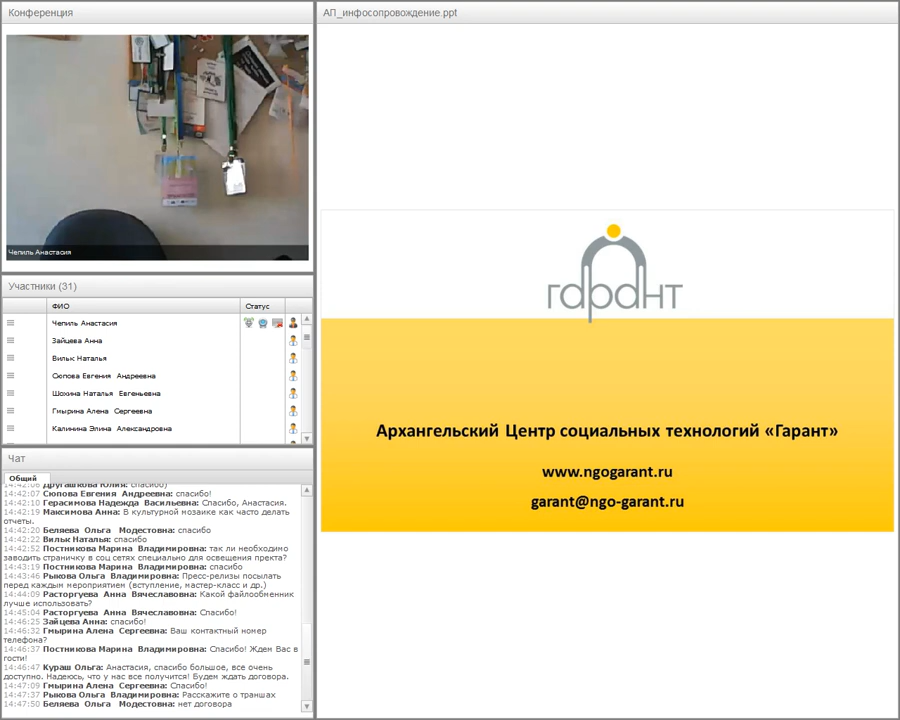 Конференция
Чепиль Анастасия
Участники (31)
ФИО
Статус
Чепиль Анастасия
Зайцева Анна
Вильк Наталья
Сюпова Евгения Андреевна
Шохина Наталья Евгеньевна
Гмырина Алена Сергеевна
Калинина Элина Александровна
Чат
Общий
14:42:06 Другашкова Юлия: спасибо)
14:42:07 Сюпова Евгения Андреевна: спасибо!
14:42:10 Герасимова Надежда Васильевна: Спасибо, Анастасия.
14:42:19 Максимова Анна: В культурной мозаике как часто делать
отчеты.
14:42:20 Беляева Ольга Модестовна: спасибо
14:42:22 Вильк Наталья: спасибо
14:42:52 Постникова Марина Владимировна: так ли необходимо
заводить страничку в соц сетях специально для освещения пректа?
14:43:19 Постникова Марина Владимировна: спасибо
14:43:46 Рыкова Ольга Владимировна: Пресс-релизы посылать
перед каждым мероприятием (вступление, мастер-класс и др.)
14:44:09 Расторгуева Анна Вячеславовна: Какой файлообменник
лучше использовать?
14:45:04 Расторгуева Анна Вячеславовна: Спасибо!
14:46:25 Зайцева Анна: спасибо!
14:46:32 Гмырина Алена Сергеевна: Ваш контактный номер
телефона?
14:46:37 Постникова Марина Владимировна: Спасибо! Ждем Вас в
гости!
14:46:47 Кураш Ольга: Анастасия, спасибо большое, все очень
доступно. Надеюсь, что у нас все получится! Будем ждать договора.
14:47:09 Гмырина Алена Сергеевна: Спасибо!
14:47:37 Рыкова Ольга Владимировна: Расскажите о траншах
14:47:50 Беляева Ольга Модестовна: нет договора
АП_инфосопровождение.ppt
гарант
Архангельский Центр социальных технологий «Гарант»
www.ngogarant.ru
garant@ngo-garant.ru